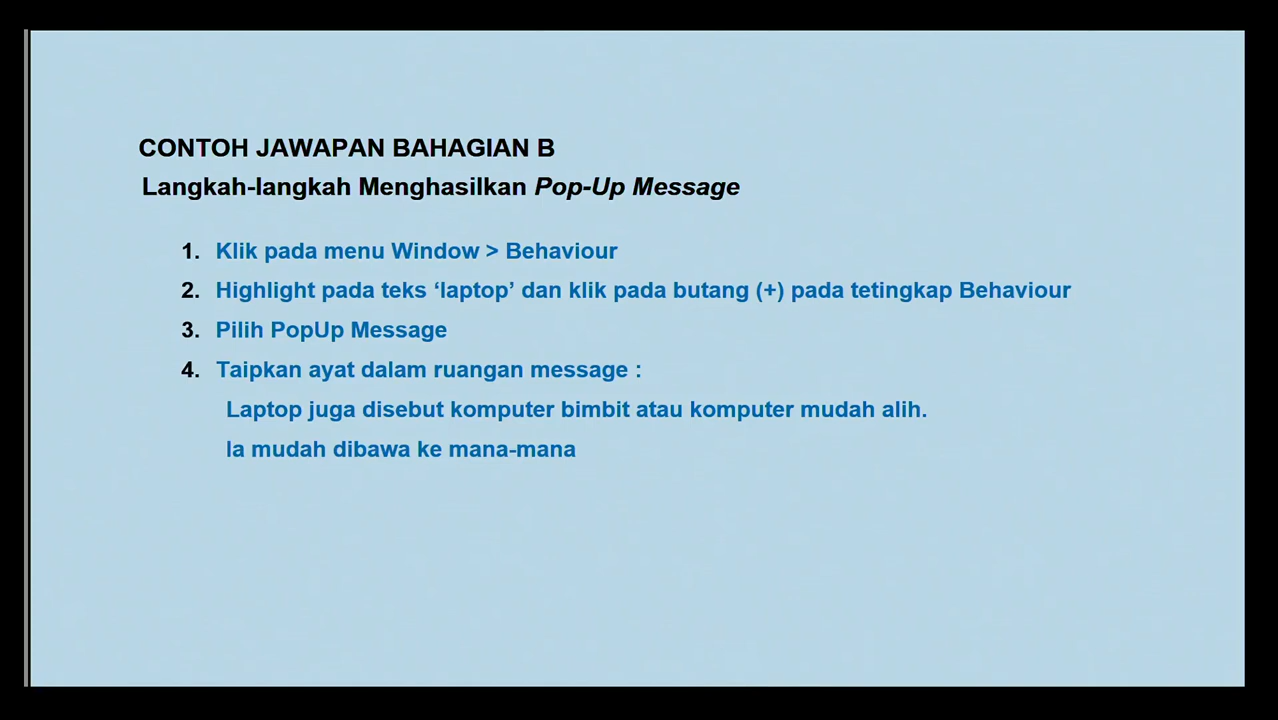 CONTOH JAWAPAN BAHAGIAN B
Langkah-langkah Menghasilkan Pop-Up Message
1. Klik pada menu Window > Behaviour
2. Highlight pada teks ‘laptop’ dan klik pada butang (+) pada tetingkap Behaviour
3. Pilih PopUp Message
4. Taipkan ayat dalam ruangan message :
Laptop juga disebut komputer bimbit atau komputer mudah alih.
Ia mudah dibawa ke mana-mana